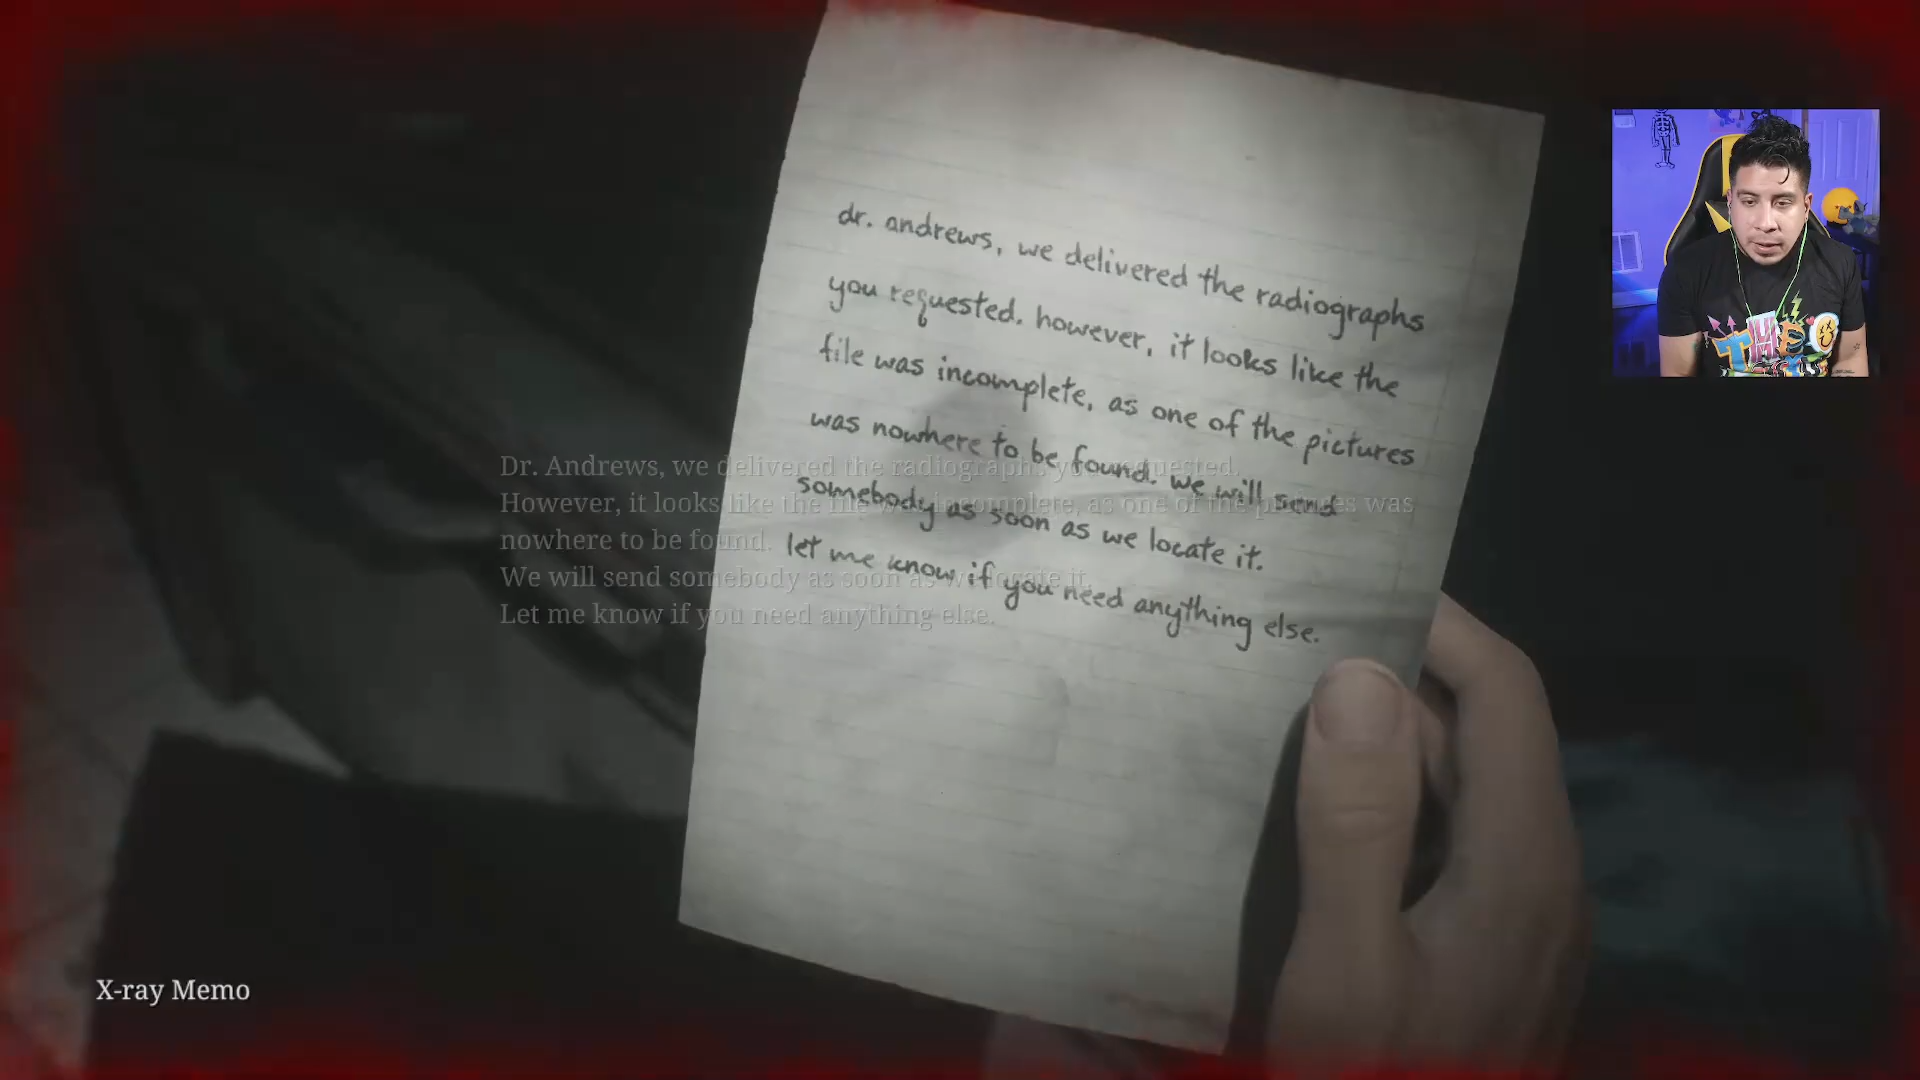 dr. andrews, we delivered the radiographs
you requested. however, it looks like the
file was incomplete, as one of the pictures
was nowhere to be found. we will send
somebody as soon as we locate it.
let me know if you need anything else.
Dr. Andrews, we delivered the radiographs you requested.
However, it looks like the file was incomplete, as one of the pictures was
nowhere to be found.
We will send somebody as soon as we locate it.
Let me know if you need anything else.
X-ray Memo